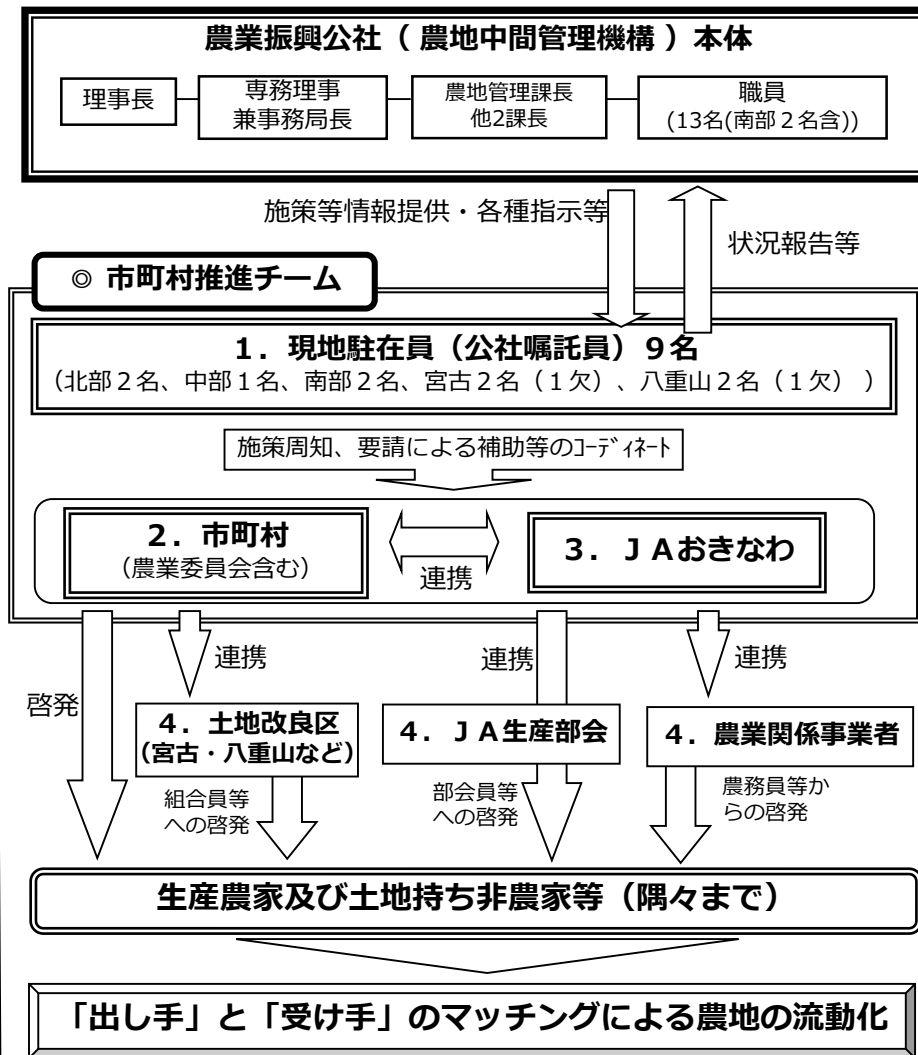 農業振興公社（ 農地中間管理機構 ）本体
理事長
専務理事
兼事務局長
農地管理課長
他2課長
職員
(13名(南部２名含))
施策等情報提供・各種指示等
状況報告等
◎ 市町村推進チーム
１．現地駐在員（公社嘱託員）９名
（北部２名、中部１名、南部２名、宮古２名（１欠）、八重山２名（１欠） ）
施策周知、要請による補助等のｺｰﾃﾞｨﾈｰﾄ
２．市町村
（農業委員会含む）
連携
３．ＪＡおきなわ
啓発
連携
連携
連携
４．土地改良区
（宮古・八重山など）
４．ＪＡ生産部会
４．農業関係事業者
組合員等
への啓発
部会員等
への啓発
農務員等か
らの啓発
生産農家及び土地持ち非農家等（隅々まで）
「出し手」と「受け手」のマッチングによる農地の流動化